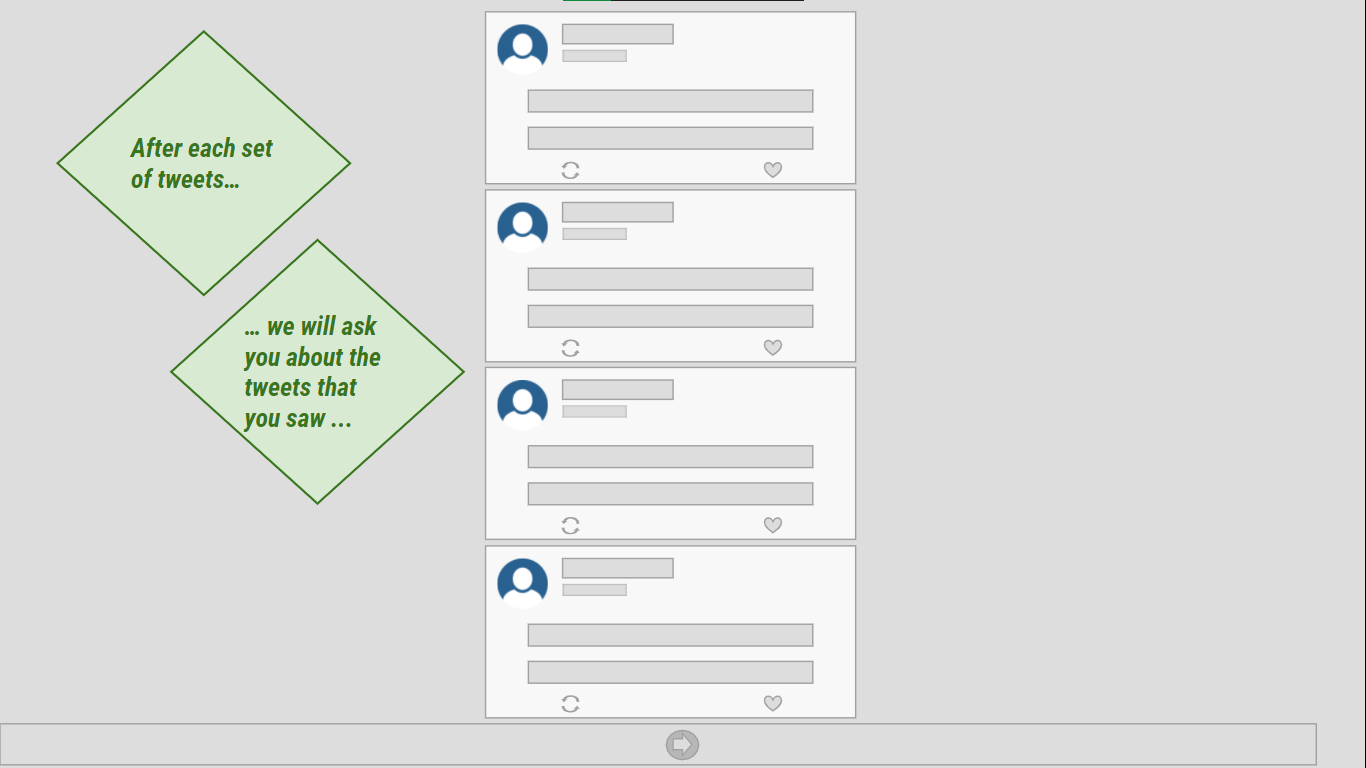 After each set
of tweets…
… we will ask
you about the
tweets that
you saw ...